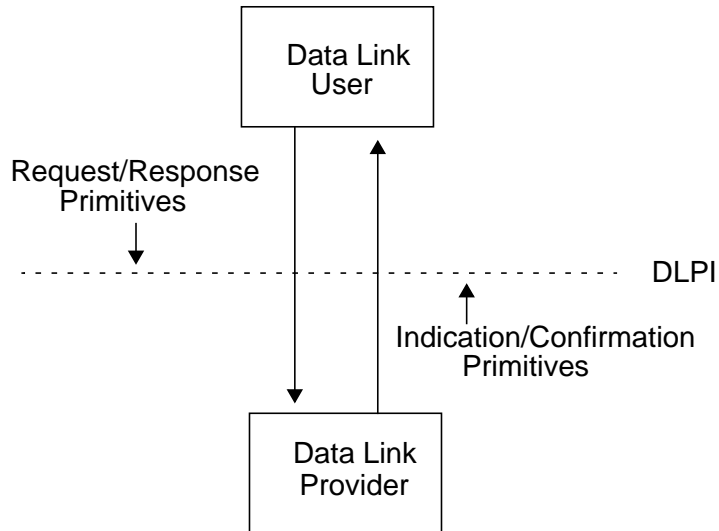 Data Link
User
Request/Response
Primitives
DLPI
Indication/Confirmation
Primitives
Data Link
Provider